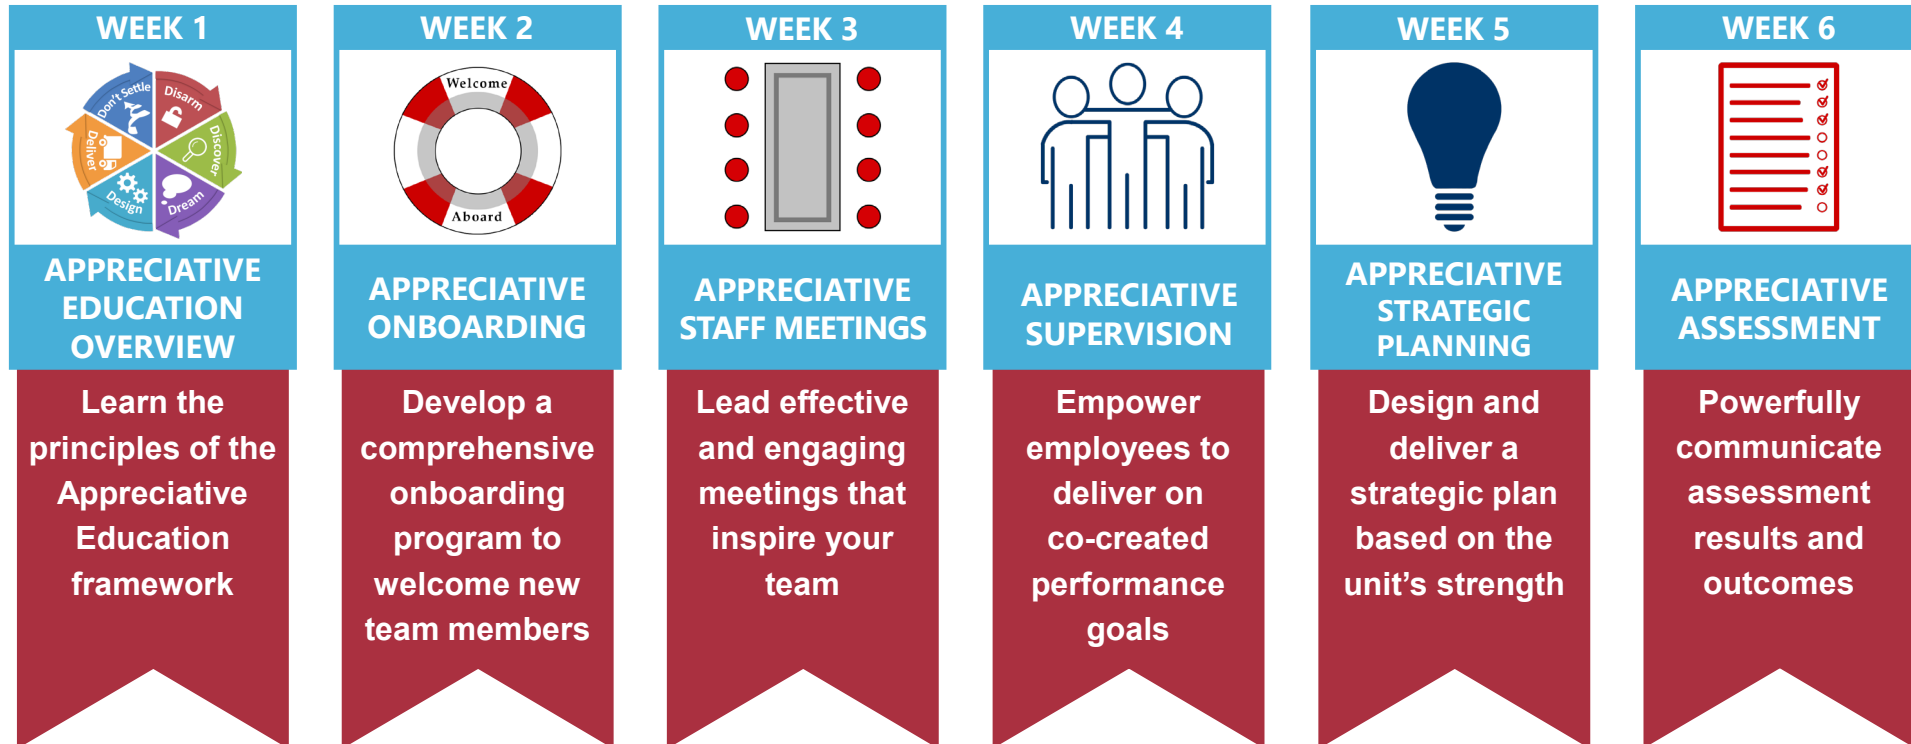 WEEK 1
Don't Settle
Disarm
Discover
Dream
Design
Deliver
APPRECIATIVE
EDUCATION
OVERVIEW
Learn the
principles of the
Appreciative
Education
framework
WEEK 2
Welcome
Aboard
APPRECIATIVE
ONBOARDING
Develop a
comprehensive
onboarding
program to
welcome new
team members
WEEK 3
APPRECIATIVE
STAFF MEETINGS
Lead effective
and engaging
meetings that
inspire your
team
WEEK 4
APPRECIATIVE
SUPERVISION
Empower
employees to
deliver on
co-created
performance
goals
WEEK 5
APPRECIATIVE
STRATEGIC
PLANNING
Design and
deliver a
strategic plan
based on the
unit’s strength
WEEK 6
APPRECIATIVE
ASSESSMENT
Powerfully
communicate
assessment
results and
outcomes